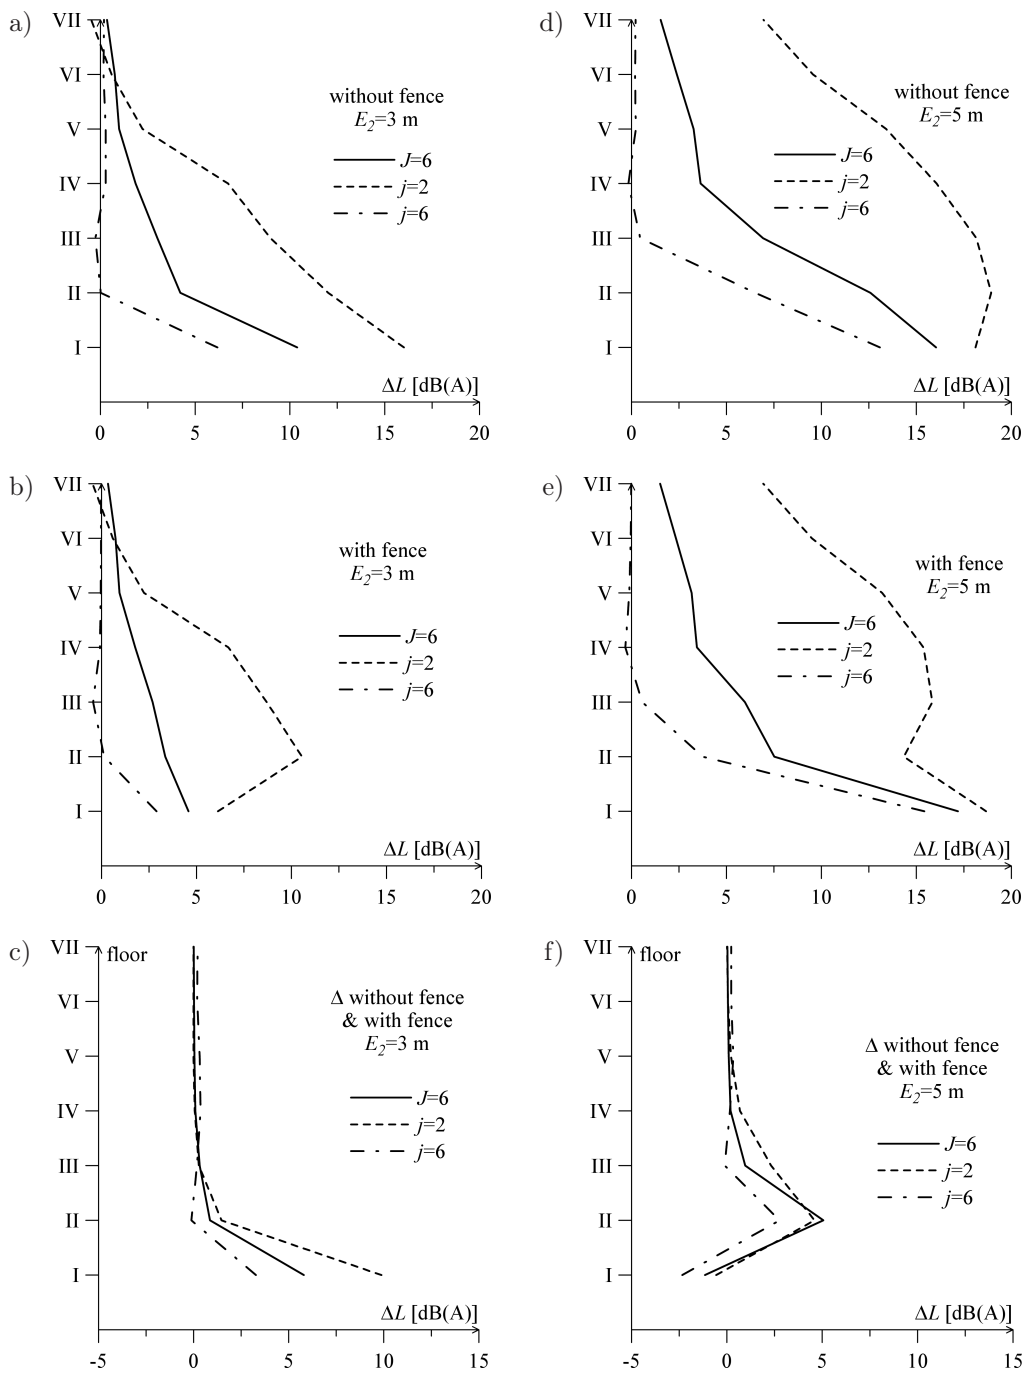 a)
VII
VI
V
IV
III
II
I
without fence
E2=3 m
J=6
j=2
j=6
ΔL [dB(A)]
0 5 10 15 20
d)
VII
VI
V
IV
III
II
I
without fence
E2=5 m
J=6
j=2
j=6
ΔL [dB(A)]
0 5 10 15 20
b)
VII
VI
V
IV
III
II
I
with fence
E2=3 m
J=6
j=2
j=6
ΔL [dB(A)]
0 5 10 15 20
e)
VII
VI
V
IV
III
II
I
with fence
E2=5 m
J=6
j=2
j=6
ΔL [dB(A)]
0 5 10 15 20
c)
VII
floor
VI
V
IV
III
II
I
Δ without fence
& with fence
E2=3 m
J=6
j=2
j=6
ΔL [dB(A)]
-5 0 5 10 15
f)
VII
floor
VI
V
IV
III
II
I
Δ without fence
& with fence
E2=5 m
J=6
j=2
j=6
ΔL [dB(A)]
-5 0 5 10 15